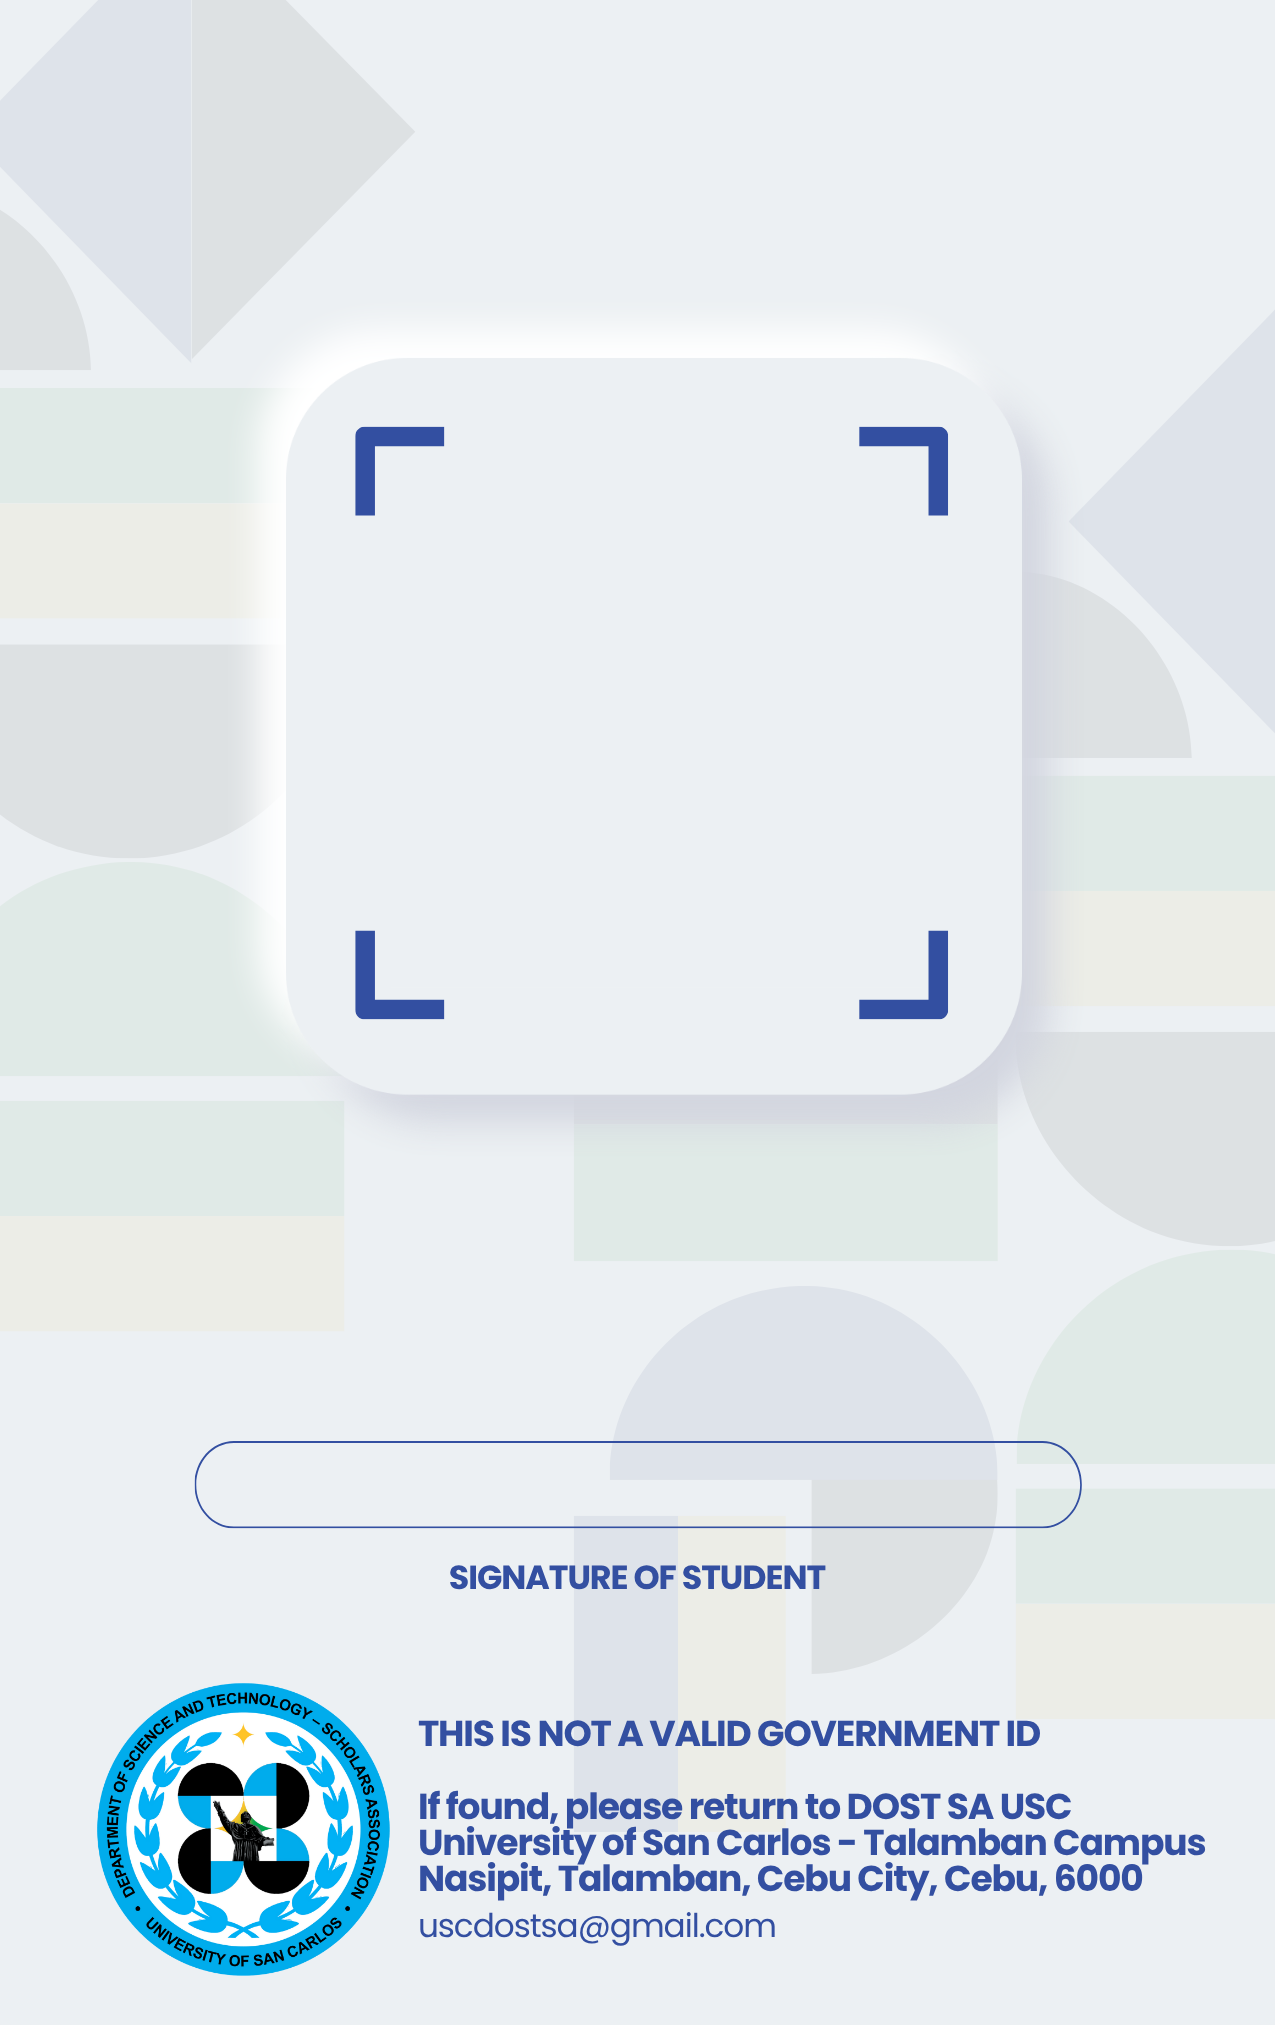 SIGNATURE OF STUDENT
DEPARTMENT OF SCIENCE AND TECHNOLOGY – SCHOLARS ASSOCIATION
• UNIVERSITY OF SAN CARLOS •
THIS IS NOT A VALID GOVERNMENT ID
If found, please return to DOST SA USC
University of San Carlos - Talamban Campus
Nasipit, Talamban, Cebu City, Cebu, 6000
uscdostsa@gmail.com